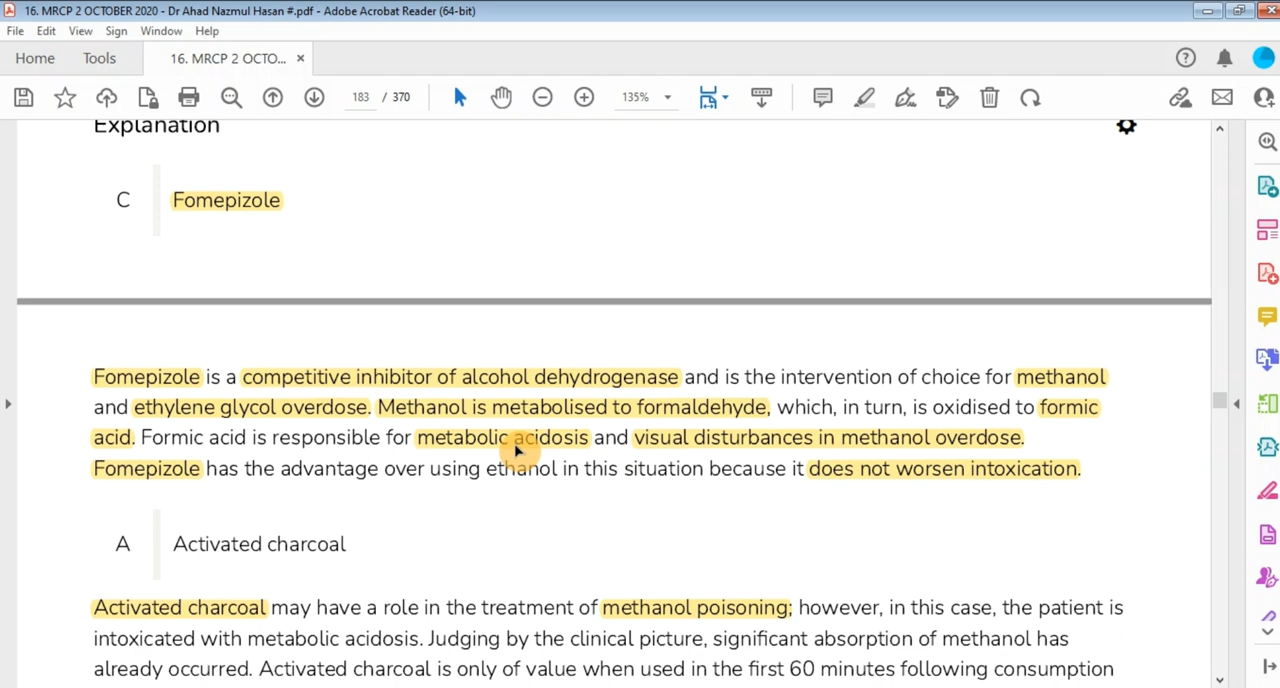 16. MRCP 2 OCTOBER 2020 - Dr Ahad Nazmul Hasan #.pdf - Adobe Acrobat Reader (64-bit)
File Edit View Sign Window Help
Home Tools 16. MRCP 2 OCTO... ×
183 / 370 135%
Explanation
C Fomepizole
Fomepizole is a competitive inhibitor of alcohol dehydrogenase and is the intervention of choice for methanol
and ethylene glycol overdose. Methanol is metabolised to formaldehyde, which, in turn, is oxidised to formic
acid. Formic acid is responsible for metabolic acidosis and visual disturbances in methanol overdose.
Fomepizole has the advantage over using ethanol in this situation because it does not worsen intoxication.
A Activated charcoal
Activated charcoal may have a role in the treatment of methanol poisoning; however, in this case, the patient is
intoxicated with metabolic acidosis. Judging by the clinical picture, significant absorption of methanol has
already occurred. Activated charcoal is only of value when used in the first 60 minutes following consumption